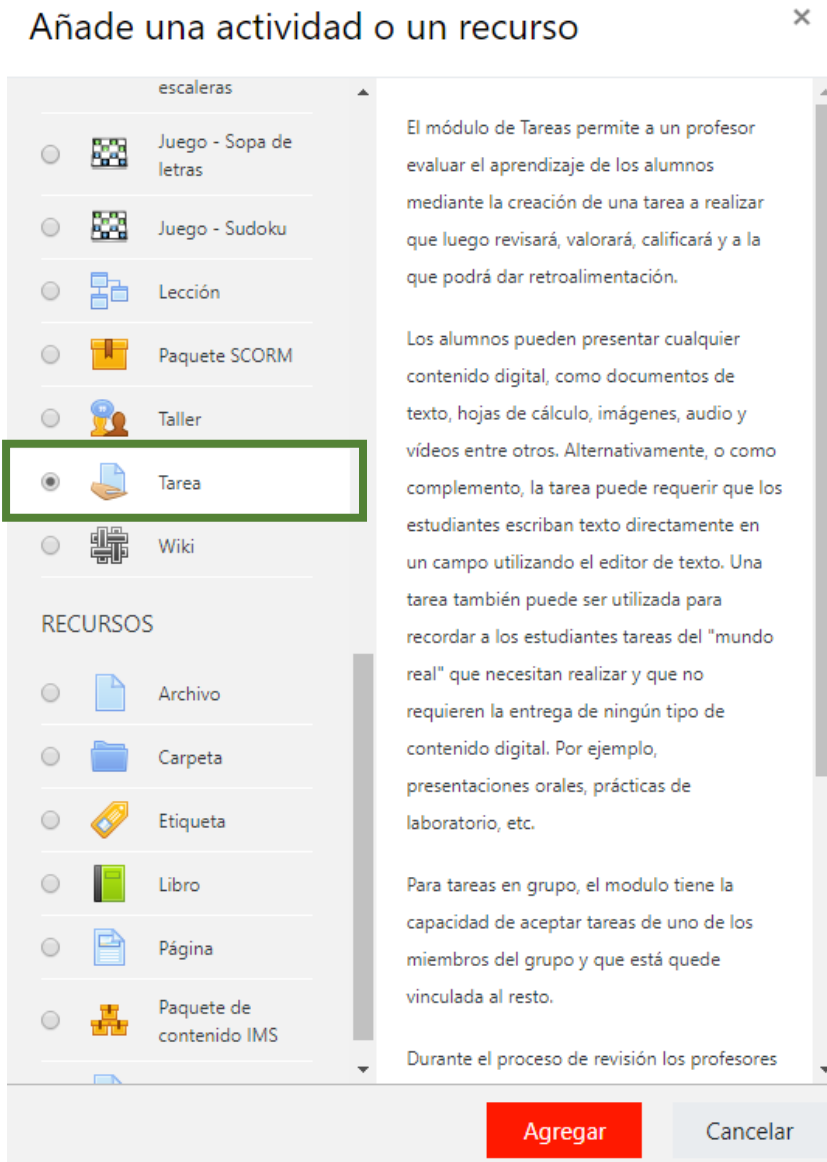 Añade una actividad o un recurso
×
escaleras
Juego - Sopa de
letras
Juego - Sudoku
Lección
Paquete SCORM
Taller
Tarea
Wiki
RECURSOS
Archivo
Carpeta
Etiqueta
Libro
Página
Paquete de
contenido IMS
El módulo de Tareas permite a un profesor
evaluar el aprendizaje de los alumnos
mediante la creación de una tarea a realizar
que luego revisará, valorará, calificará y a la
que podrá dar retroalimentación.
Los alumnos pueden presentar cualquier
contenido digital, como documentos de
texto, hojas de cálculo, imágenes, audio y
vídeos entre otros. Alternativamente, o como
complemento, la tarea puede requerir que los
estudiantes escriban texto directamente en
un campo utilizando el editor de texto. Una
tarea también puede ser utilizada para
recordar a los estudiantes tareas del "mundo
real" que necesitan realizar y que no
requieren la entrega de ningún tipo de
contenido digital. Por ejemplo,
presentaciones orales, prácticas de
laboratorio, etc.
Para tareas en grupo, el modulo tiene la
capacidad de aceptar tareas de uno de los
miembros del grupo y que está quede
vinculada al resto.
Durante el proceso de revisión los profesores
Agregar
Cancelar